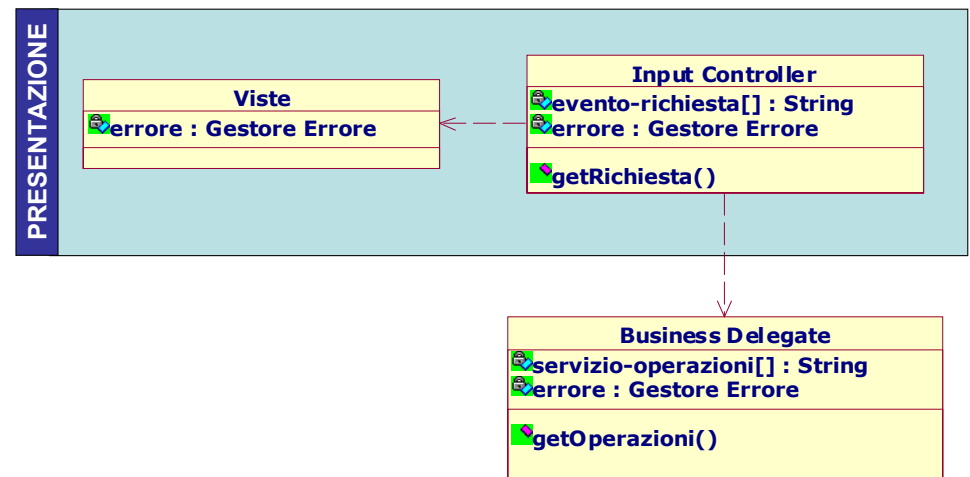 PRESENTAZIONE
Viste
errore : Gestore Errore
Input Controller
evento-richiesta[] : String
errore : Gestore Errore
getRichiesta()
Business Delegate
servizio-operazioni[] : String
errore : Gestore Errore
getOperazioni()